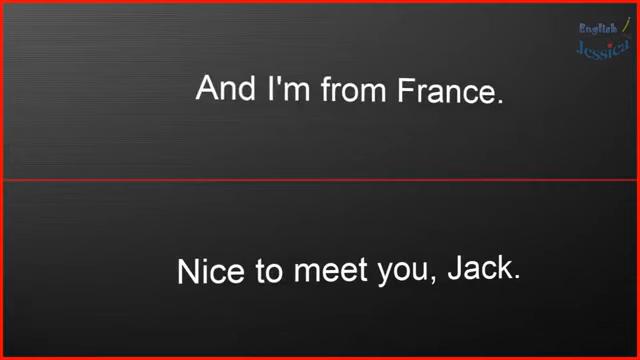 English
Jessica
And I'm from France.
Nice to meet you, Jack.